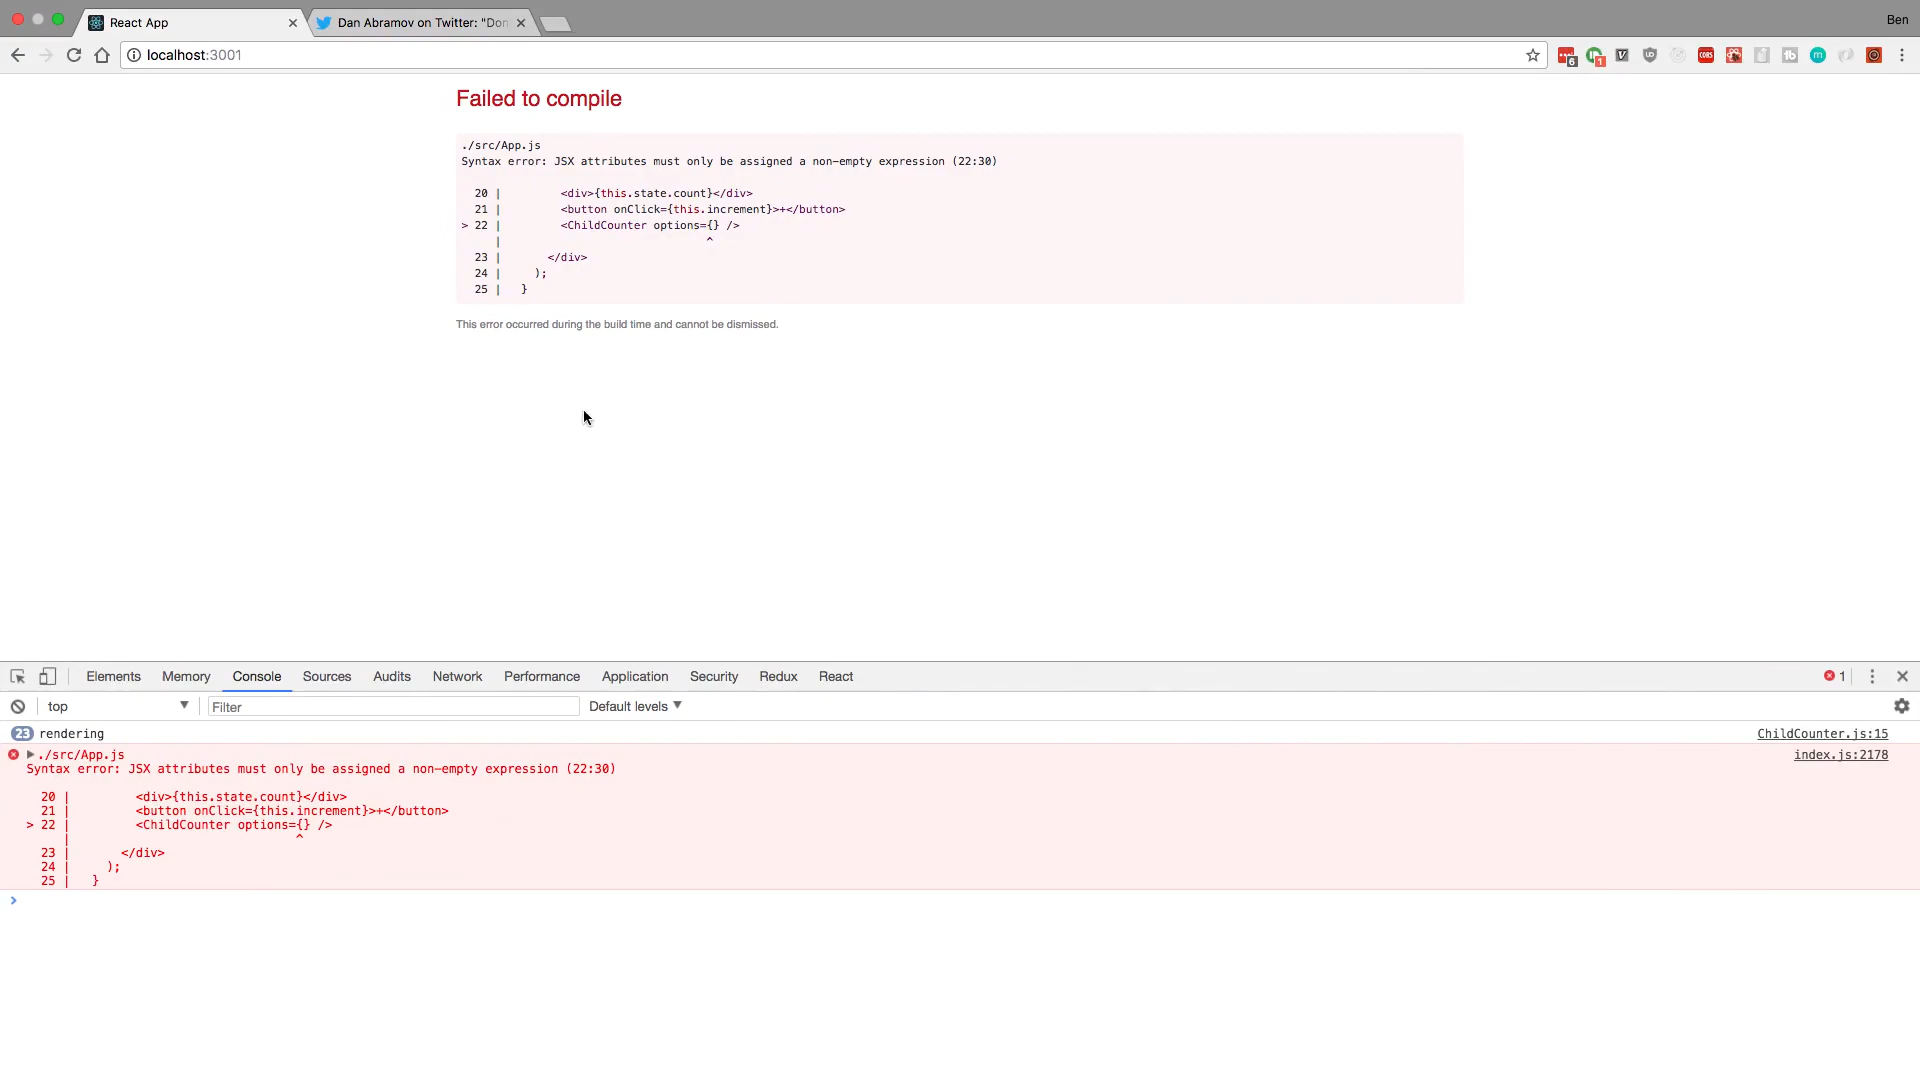 React App
Dan Abramov on Twitter: "Don
Ben
localhost:3001
6
1
CORS
tb
m
Failed to compile
./src/App.js
Syntax error: JSX attributes must only be assigned a non-empty expression (22:30)
20 | <div>{this.state.count}</div>
21 | <button onClick={this.increment}>+</button>
> 22 | <ChildCounter options={} />
| ^
23 | </div>
24 | );
25 | }
This error occurred during the build time and cannot be dismissed.
Elements Memory Console Sources Audits Network Performance Application Security Redux React 1
top Filter Default levels
23 rendering ChildCounter.js:15
./src/App.js index.js:2178
Syntax error: JSX attributes must only be assigned a non-empty expression (22:30)
20 | <div>{this.state.count}</div>
21 | <button onClick={this.increment}>+</button>
> 22 | <ChildCounter options={} />
| ^
23 | </div>
24 | );
25 | }
>